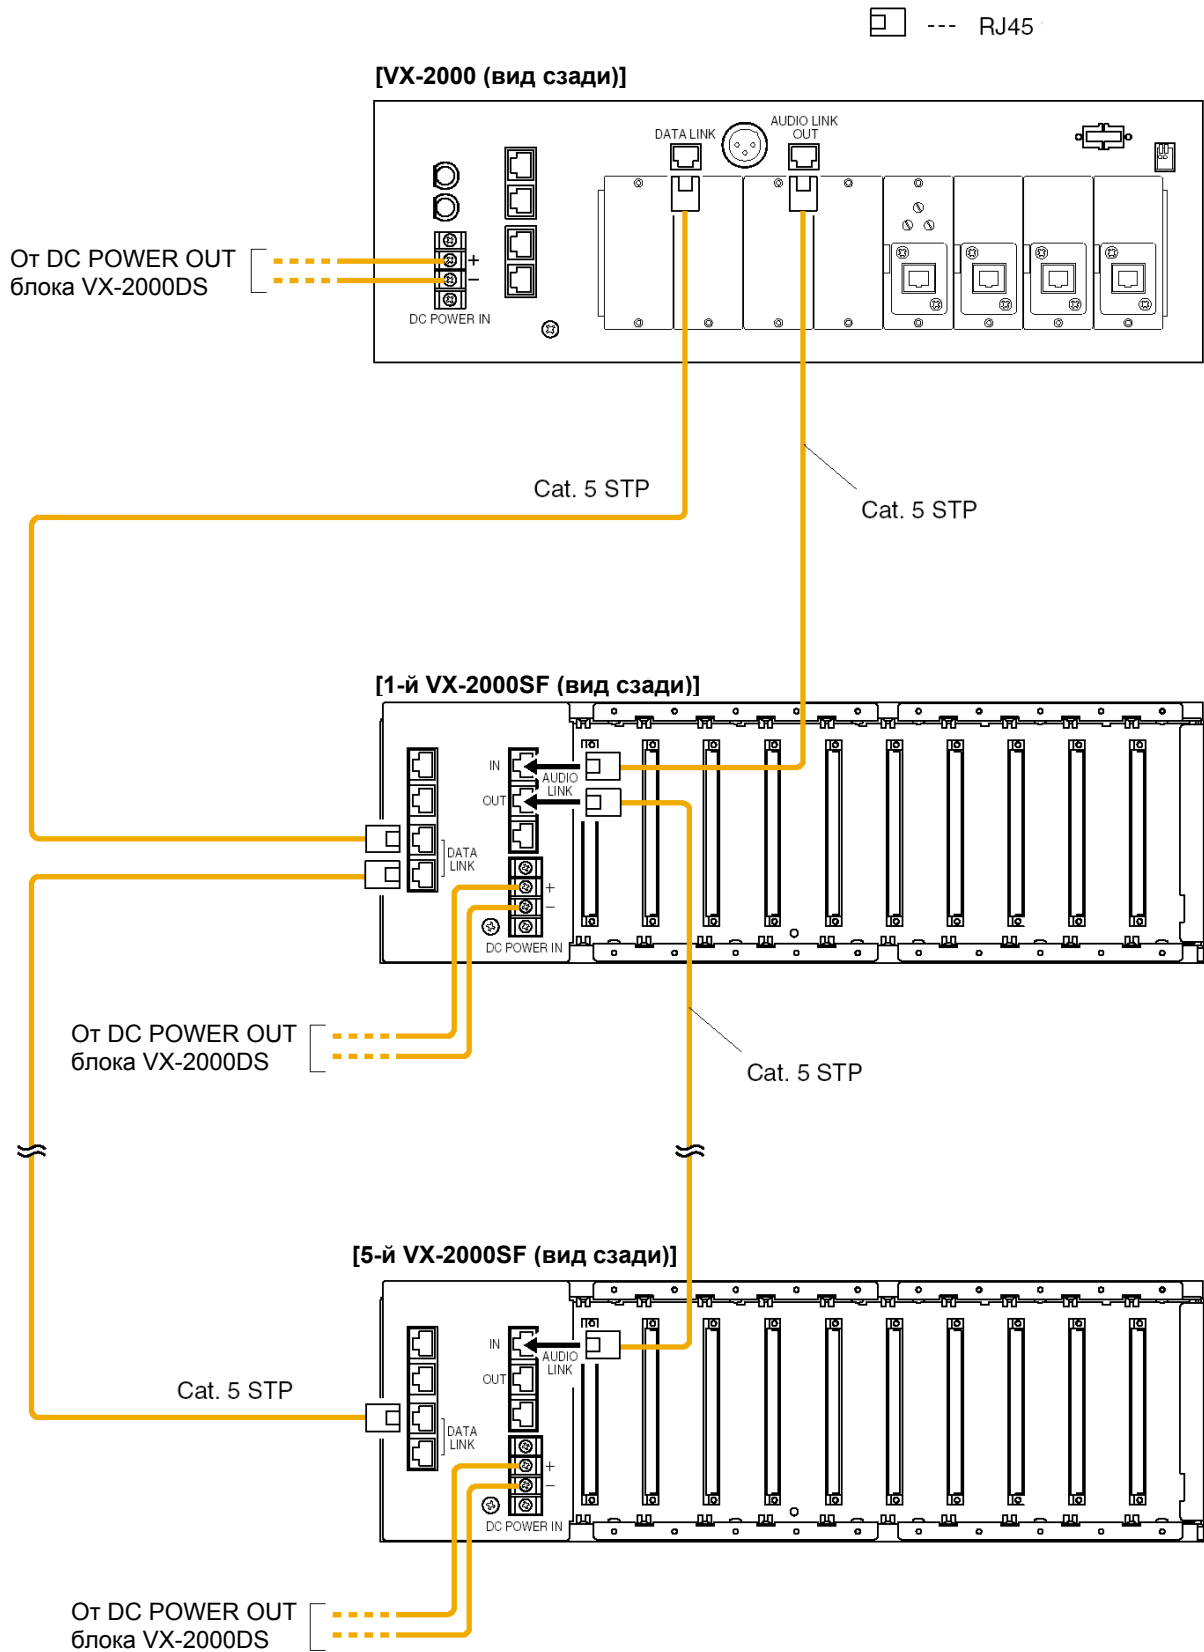 --- RJ45
[VX-2000 (вид сзади)]
DATA LINK
AUDIO LINK
OUT
От DC POWER OUT
блока VX-2000DS
+
−
DC POWER IN
Cat. 5 STP
Cat. 5 STP
[1-й VX-2000SF (вид сзади)]
IN
AUDIO
LINK
OUT
DATA
LINK
+
−
DC POWER IN
От DC POWER OUT
блока VX-2000DS
Cat. 5 STP
[5-й VX-2000SF (вид сзади)]
IN
AUDIO
LINK
OUT
Cat. 5 STP
DATA
LINK
+
−
DC POWER IN
От DC POWER OUT
блока VX-2000DS